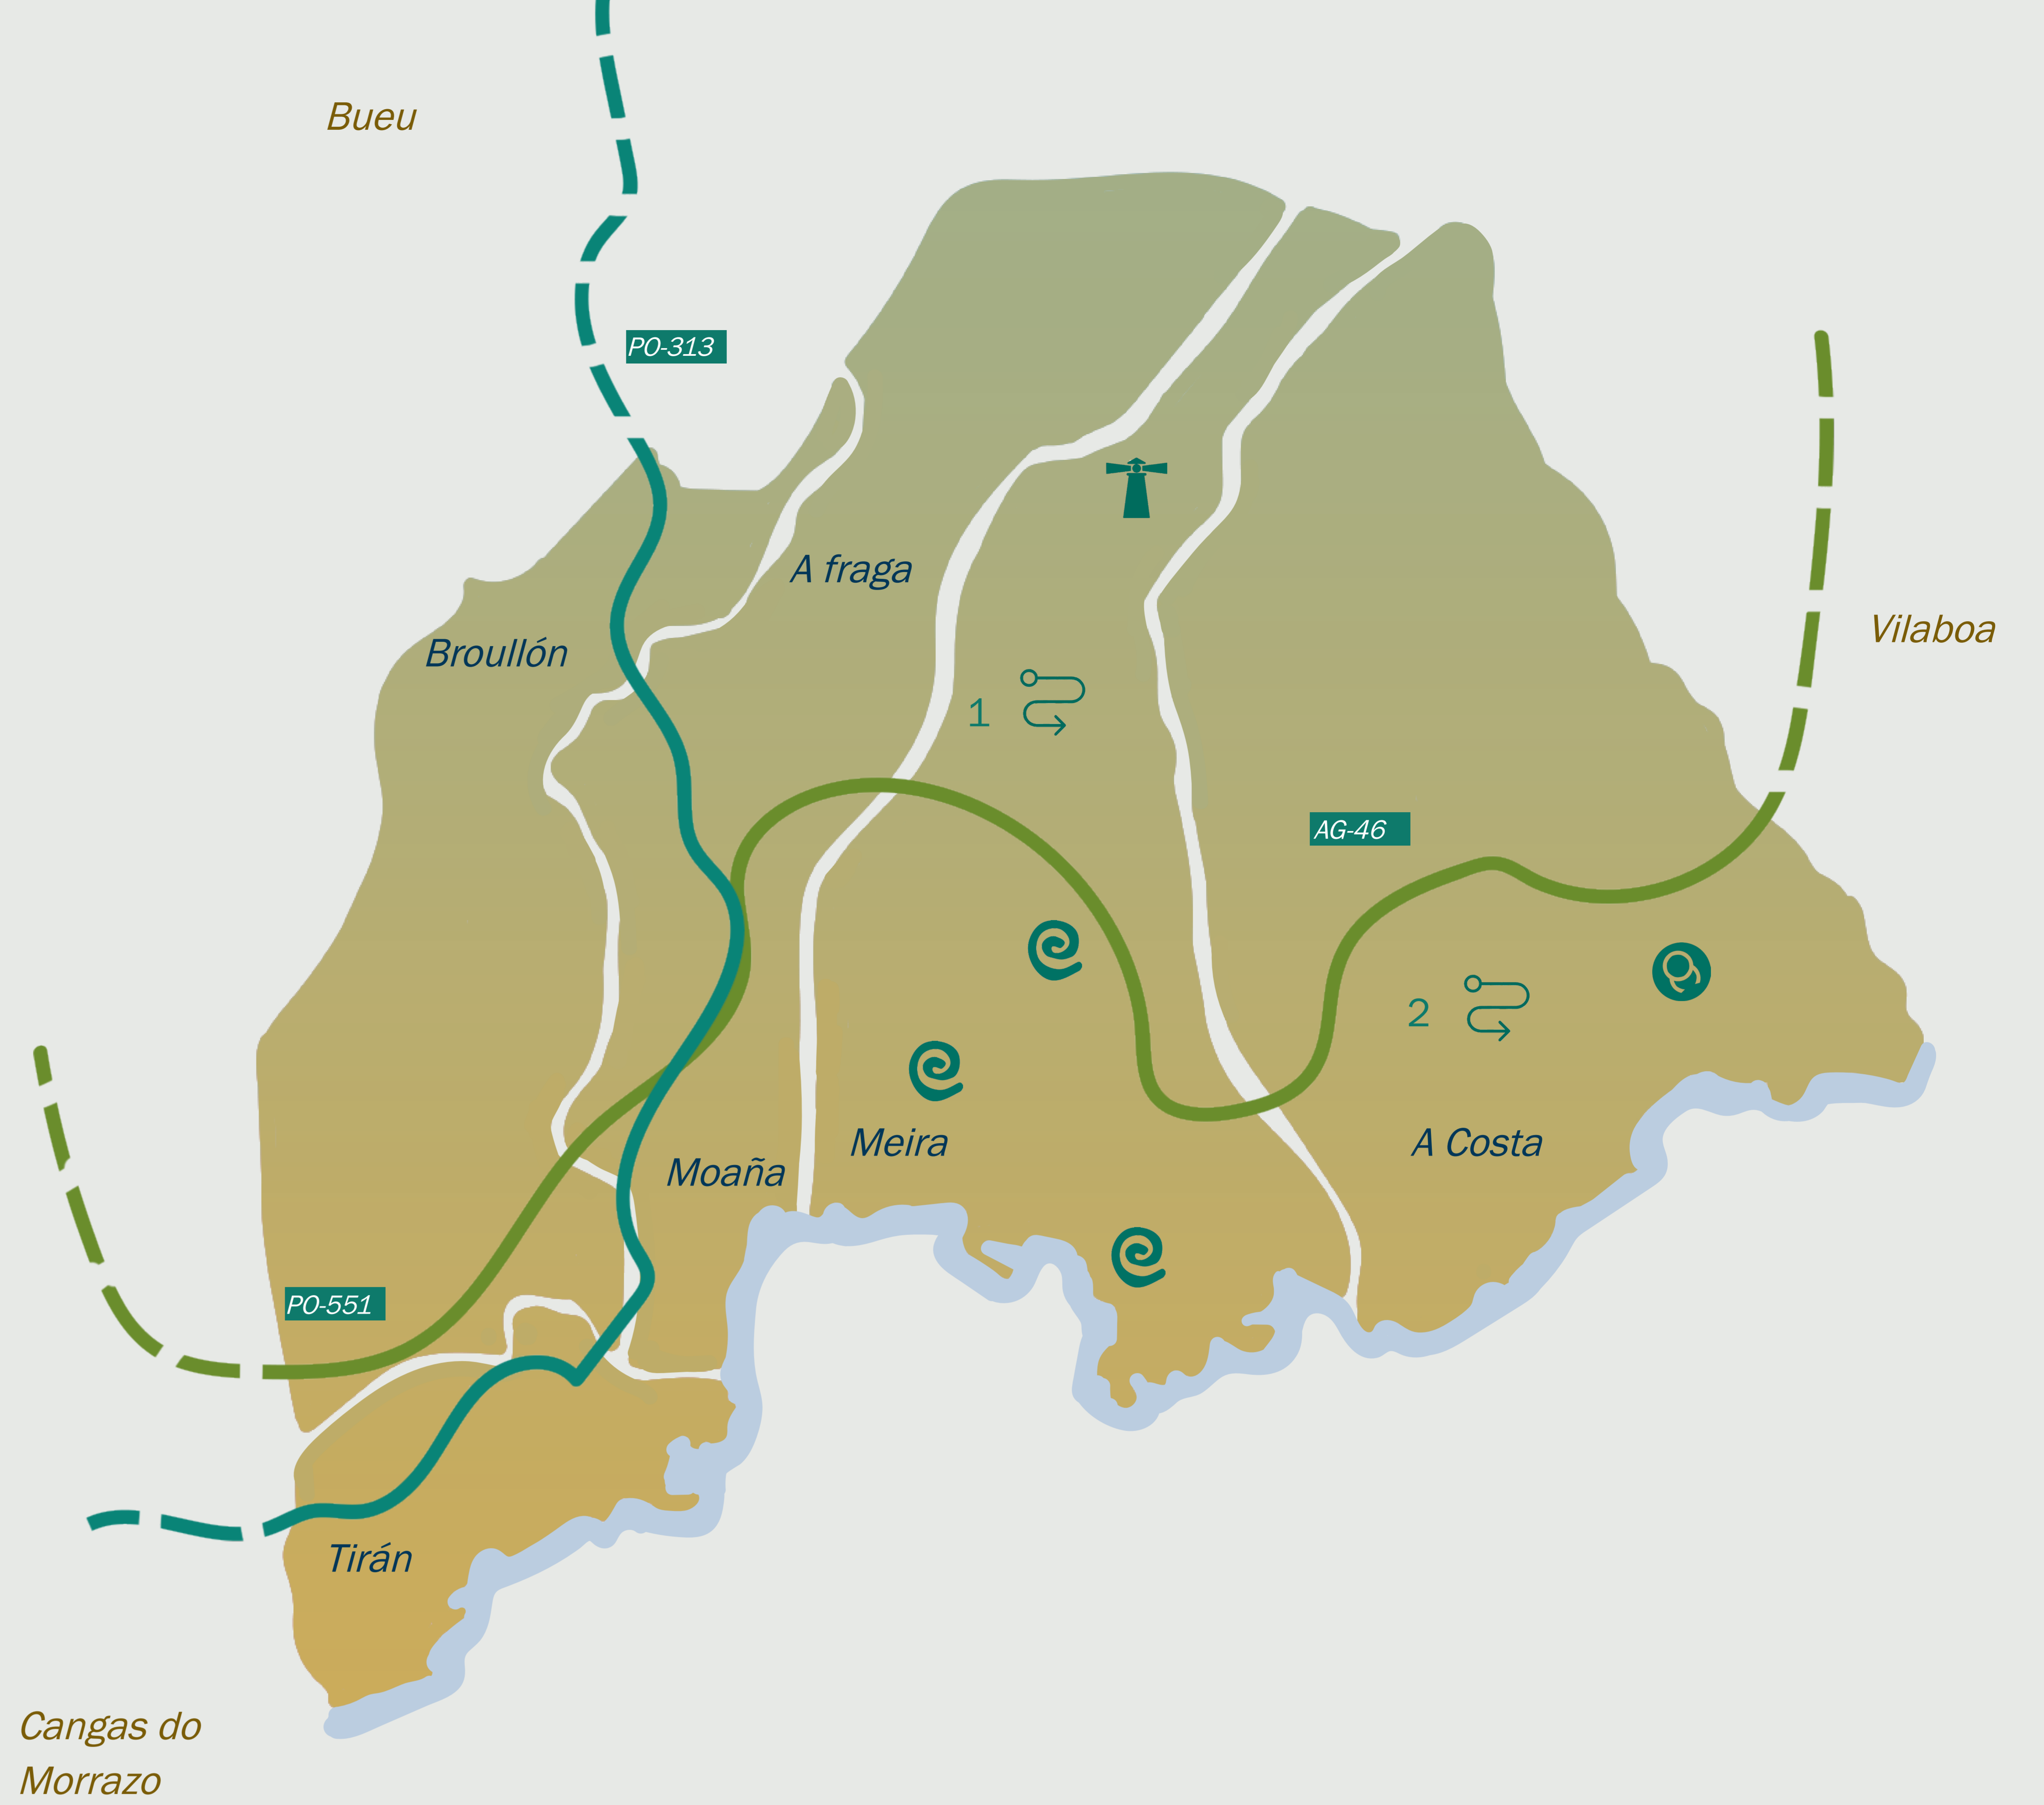 Bueu
PO-313
A fraga
Broullón
Vilaboa
1
AG-46
2
Meira
A Costa
Moaña
PO-551
Tirán
Cangas do
Morrazo